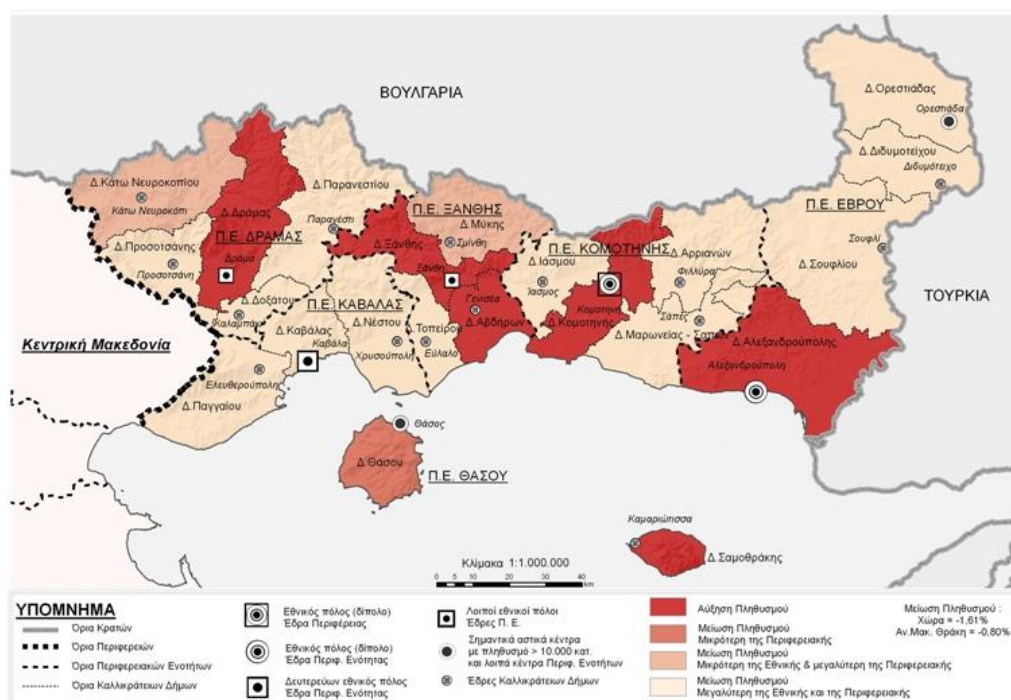 ΒΟΥΛΓΑΡΙΑ
Δ.Ορεστιάδας
Ορεστιάδα
Δ.Διδυμοτείχου
Διδυμότειχο
Π.Ε. ΕΒΡΟΥ
Σουφλί
Δ.Σουφλίου
ΤΟΥΡΚΙΑ
Δ.Κάτω Νευροκοπίου
Κάτω Νευροκόπι
Δ.Παρανεστίου
Παρανέστι
Δ.Δράμας
Π.Ε. ΔΡΑΜΑΣ
Δράμα
Δ.Προσοτσάνης
Προσοτσάνη
Δ.Δοξάτου
Καλαμπάκι
Π.Ε. ΞΑΝΘΗΣ
Δ.Μύκης
Σμίνθη
Δ.Ξάνθης
Ξάνθη
Γενισέα
Δ.Αβδήρων
Δ.Τοπείρου
Εύλαλο
Π.Ε. ΚΟΜΟΤΗΝΗΣ
Δ.Ιάσμου
Ίασμος
Κομοτηνή
Δ.Κομοτηνής
Δ.Αρριανών
Φιλλύρα
Σάπες
Δ.Μαρωνείας - Σαπών
Δ.Αλεξανδρούπολης
Αλεξανδρούπολη
Π.Ε. ΚΑΒΑΛΑΣ
Δ.Καβάλας
Καβάλα
Δ.Νέστου
Χρυσούπολη
Ελευθερούπολη
Δ.Παγγαίου
Κεντρική Μακεδονία
Θάσος
Δ.Θάσου
Π.Ε. ΘΑΣΟΥ
Καμαριώτισσα
Δ.Σαμοθράκης
Κλίμακα 1:1.000.000
0 5 10 20 30 40
km
ΥΠΟΜΝΗΜΑ
Όρια Κρατών
Όρια Περιφερειών
Όρια Περιφερειακών Ενοτήτων
Όρια Καλλικράτειων Δήμων
Εθνικός πόλος (δίπολο)
Έδρα Περιφέρειας
Εθνικός πόλος (δίπολο)
Έδρα Περιφ. Ενότητας
Δευτερεύων εθνικός πόλος
Έδρα Περιφ. Ενότητας
Λοιποί εθνικοί πόλοι
Έδρες Π. Ε.
Σημαντικά αστικά κέντρα
με πληθυσμό > 10.000 κατ.
και λοιπά κέντρα Περιφ. Ενοτήτων
Έδρες Καλλικράτειων Δήμων
Αύξηση Πληθυσμού
Μείωση Πληθυσμού
Μικρότερη της Περιφερειακής
Μείωση Πληθυσμού
Μικρότερη της Εθνικής & μεγαλύτερη της Περιφερειακής
Μείωση Πληθυσμού
Μεγαλύτερη της Εθνικής και της Περιφερειακής
Μείωση Πληθυσμού :
Χώρα = -1,61%
Αν.Μακ. Θράκη = -0,80%